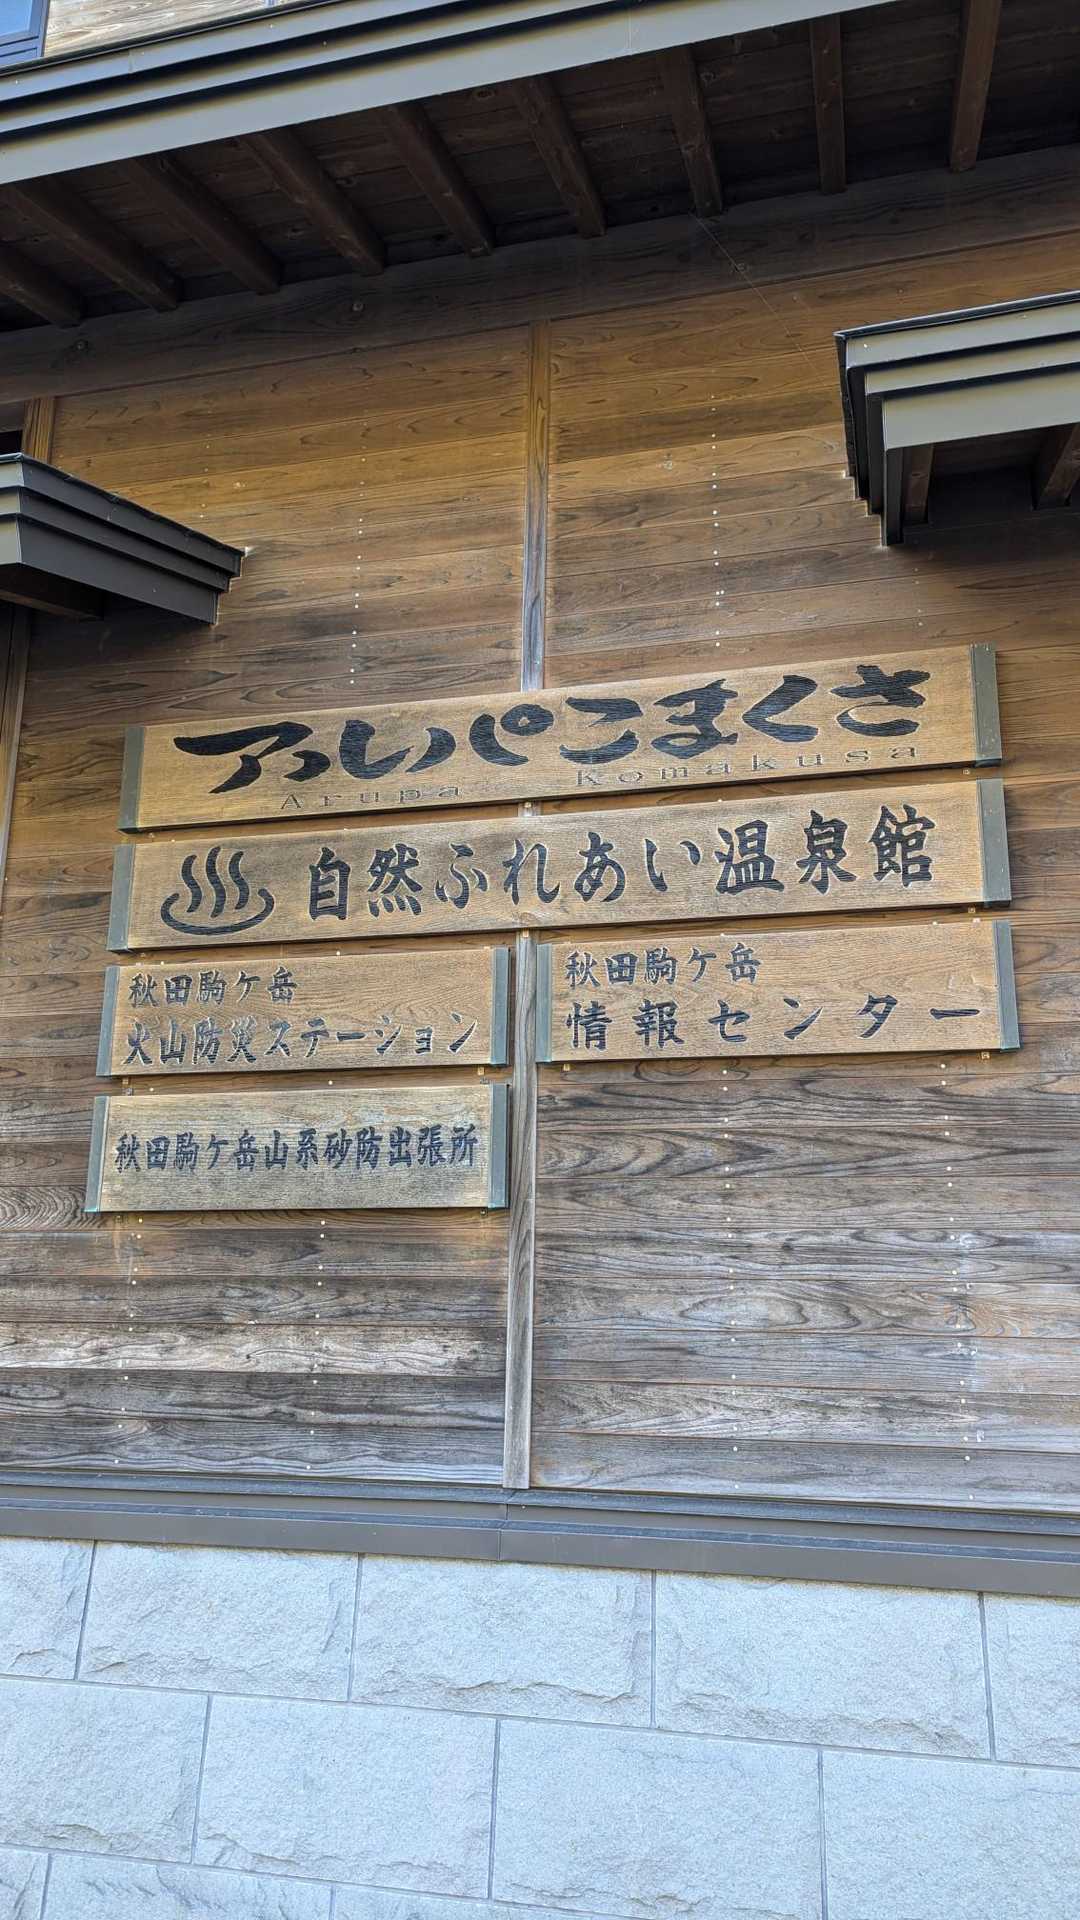 アルパこまくさ
Arupa Komakusa
♨自然ふれあい温泉館
秋田駒ケ岳
火山防災ステーション
秋田駒ケ岳
情報センター
秋田駒ケ岳山系砂防出張所